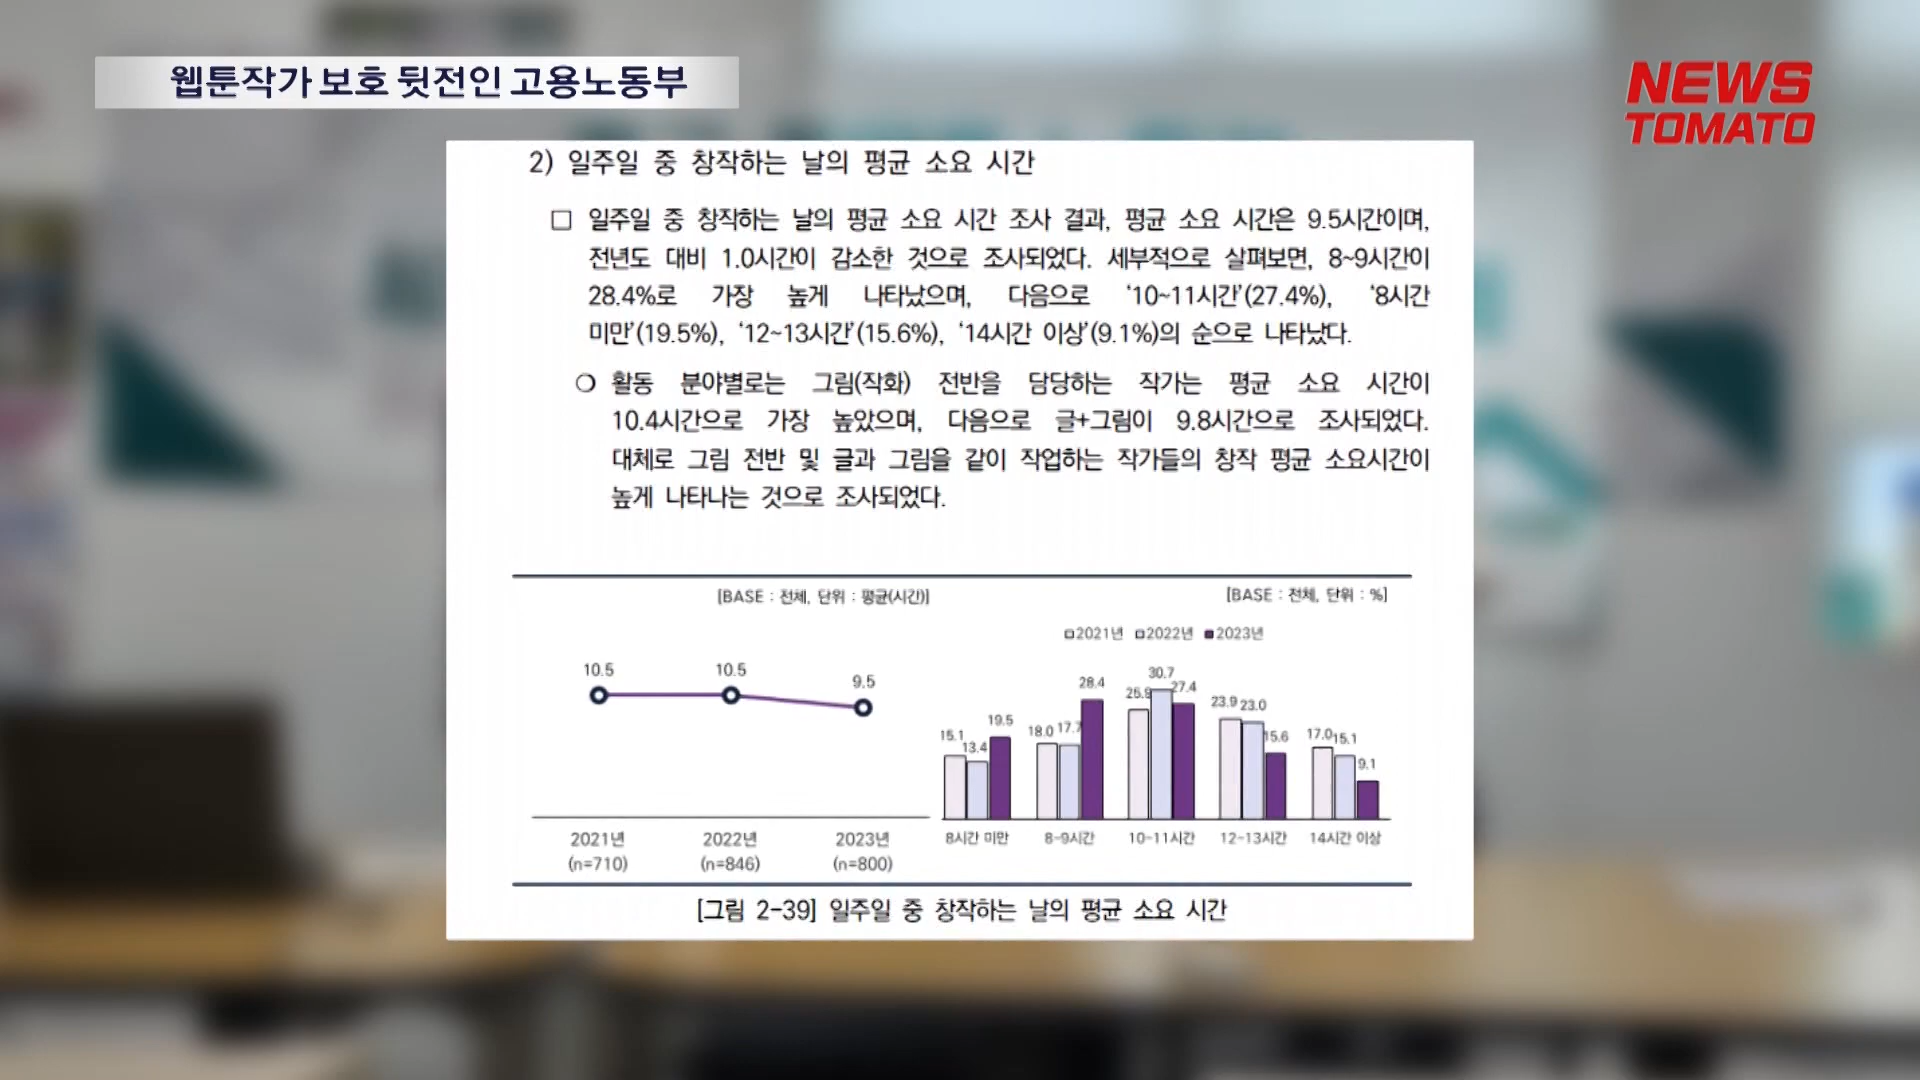 웹툰작가 보호 뒷전인 고용노동부
NEWS
TOMATO
2) 일주일 중 창작하는 날의 평균 소요 시간
□ 일주일 중 창작하는 날의 평균 소요 시간 조사 결과, 평균 소요 시간은 9.5시간이며,
전년도 대비 1.0시간이 감소한 것으로 조사되었다. 세부적으로 살펴보면, 8~9시간이
28.4%로 가장 높게 나타났으며, 다음으로 ‘10~11시간’(27.4%), ‘8시간
미만’(19.5%), ‘12~13시간’(15.6%), ‘14시간 이상’(9.1%)의 순으로 나타났다.
❍ 활동 분야별로는 그림(작화) 전반을 담당하는 작가는 평균 소요 시간이
10.4시간으로 가장 높았으며, 다음으로 글+그림이 9.8시간으로 조사되었다.
대체로 그림 전반 및 글과 그림을 같이 작업하는 작가들의 창작 평균 소요시간이
높게 나타나는 것으로 조사되었다.
[BASE : 전체, 단위 : 평균(시간)]
10.5 10.5 9.5
2021년 2022년 2023년
(n=710) (n=846) (n=800)
[BASE : 전체, 단위 : %]
2021년 2022년 2023년
15.1 13.4 19.5 18.0 17.7 28.4 25.9 30.7 27.4 23.9 23.0 15.6 17.0 15.1 9.1
8시간 미만 8~9시간 10~11시간 12~13시간 14시간 이상
[그림 2-39] 일주일 중 창작하는 날의 평균 소요 시간